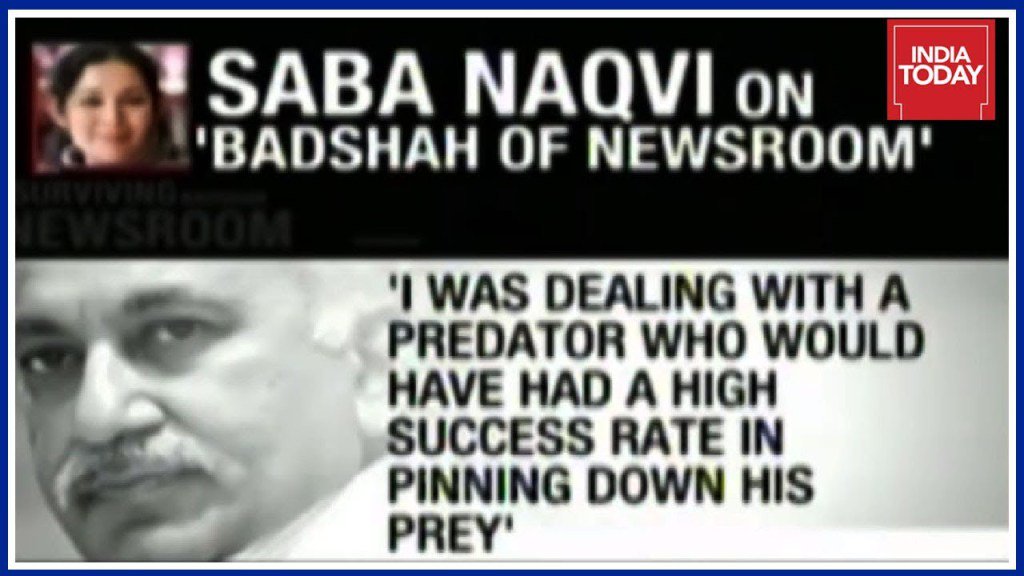 SABA NAQVI ON
'BADSHAH OF NEWSROOM'
INDIA
TODAY
SURVIVING
NEWSROOM
'I WAS DEALING WITH A
PREDATOR WHO WOULD
HAVE HAD A HIGH
SUCCESS RATE IN
PINNING DOWN HIS
PREY'